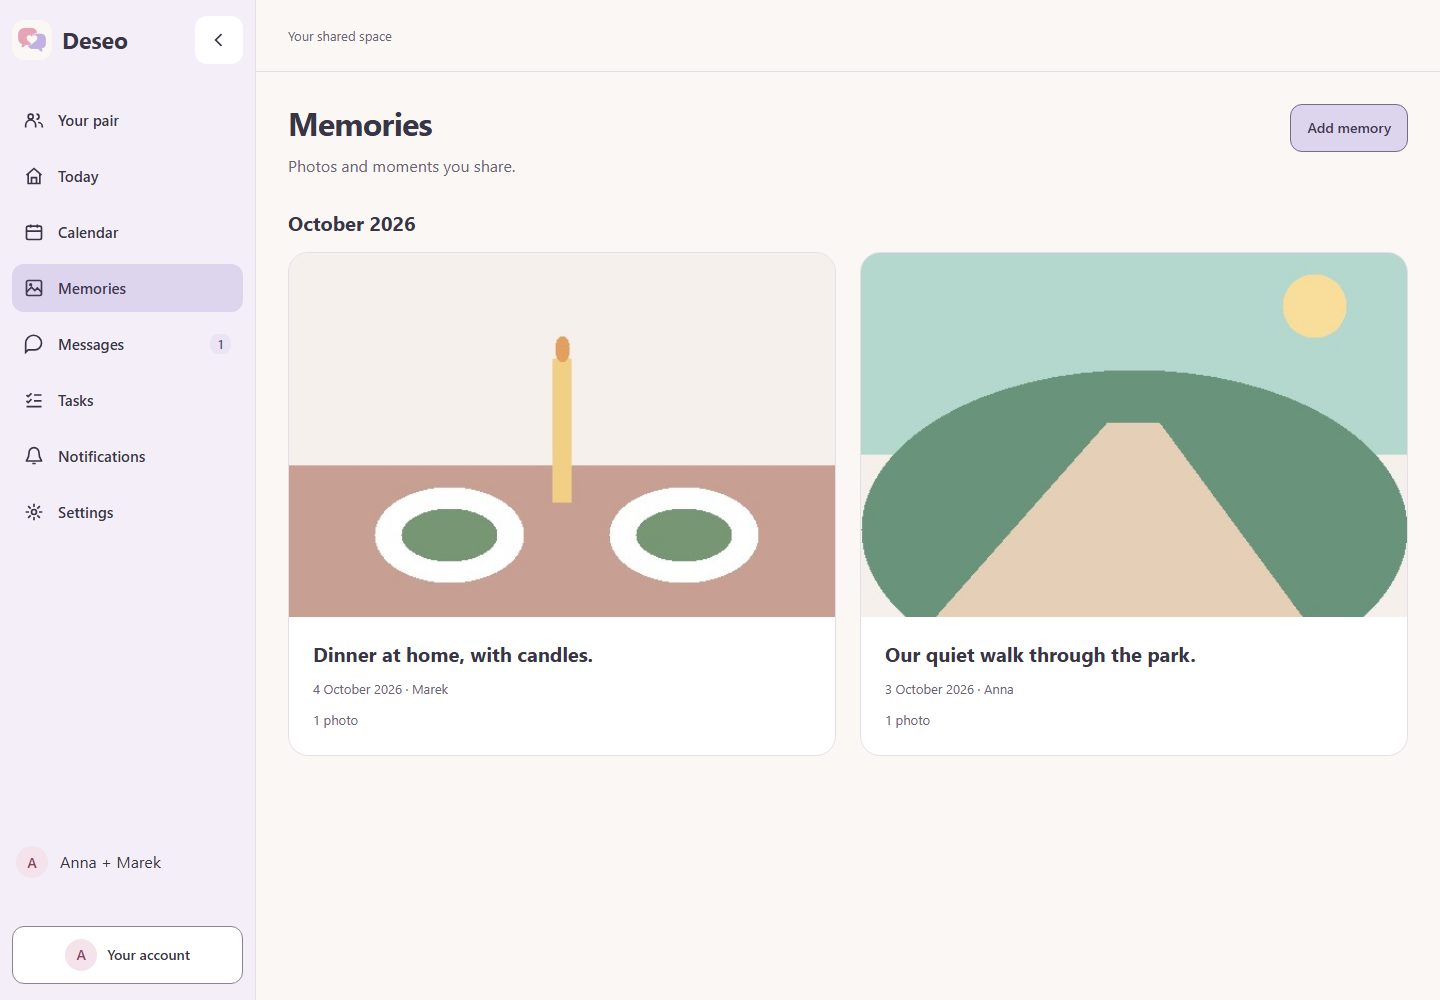 Deseo
Your pair
Today
Calendar
Memories
Messages 1
Tasks
Notifications
Settings
A Anna + Marek
A Your account
Your shared space
Memories
Add memory
Photos and moments you share.
October 2026
Dinner at home, with candles.
4 October 2026 · Marek
1 photo
Our quiet walk through the park.
3 October 2026 · Anna
1 photo